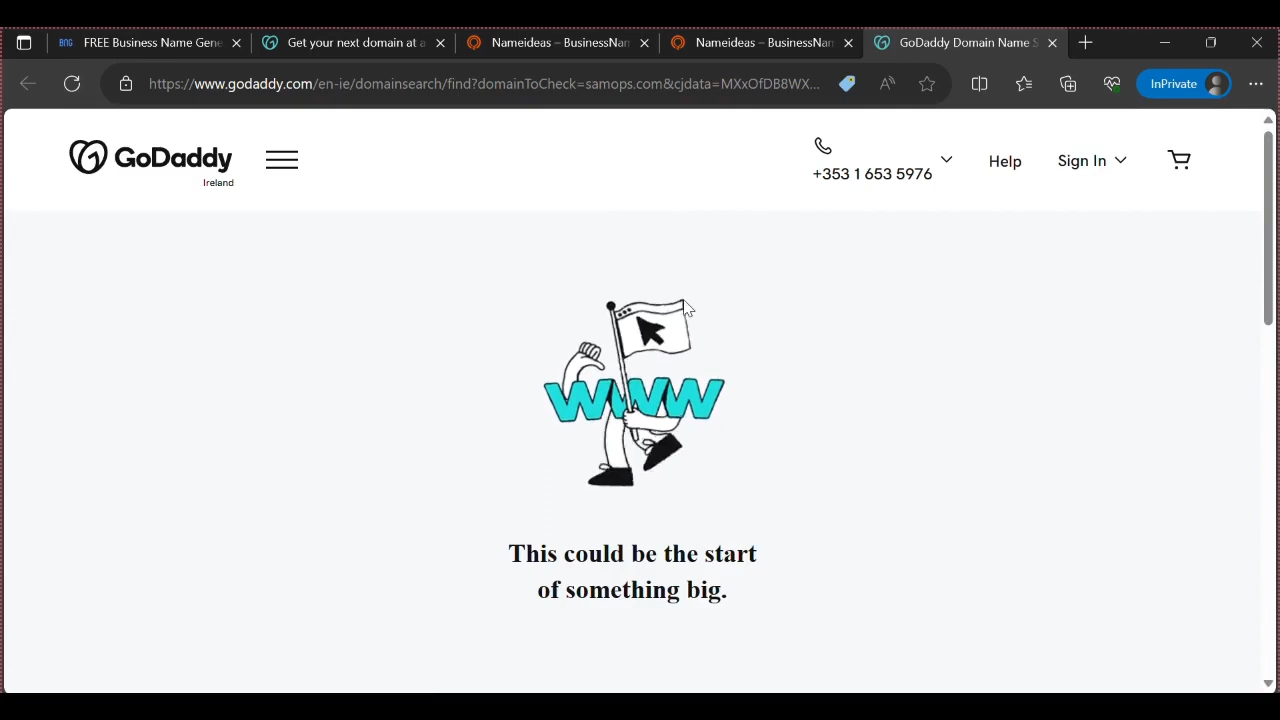 BNG FREE Business Name Gene
Get your next domain at a
Nameideas – BusinessNan
Nameideas – BusinessNan
GoDaddy Domain Name S
https://www.godaddy.com/en-ie/domainsearch/find?domainToCheck=samops.com&cjdata=MXxOfDB8WX...
InPrivate
GoDaddy
Ireland
+353 1 653 5976
Help
Sign In
www
This could be the start
of something big.